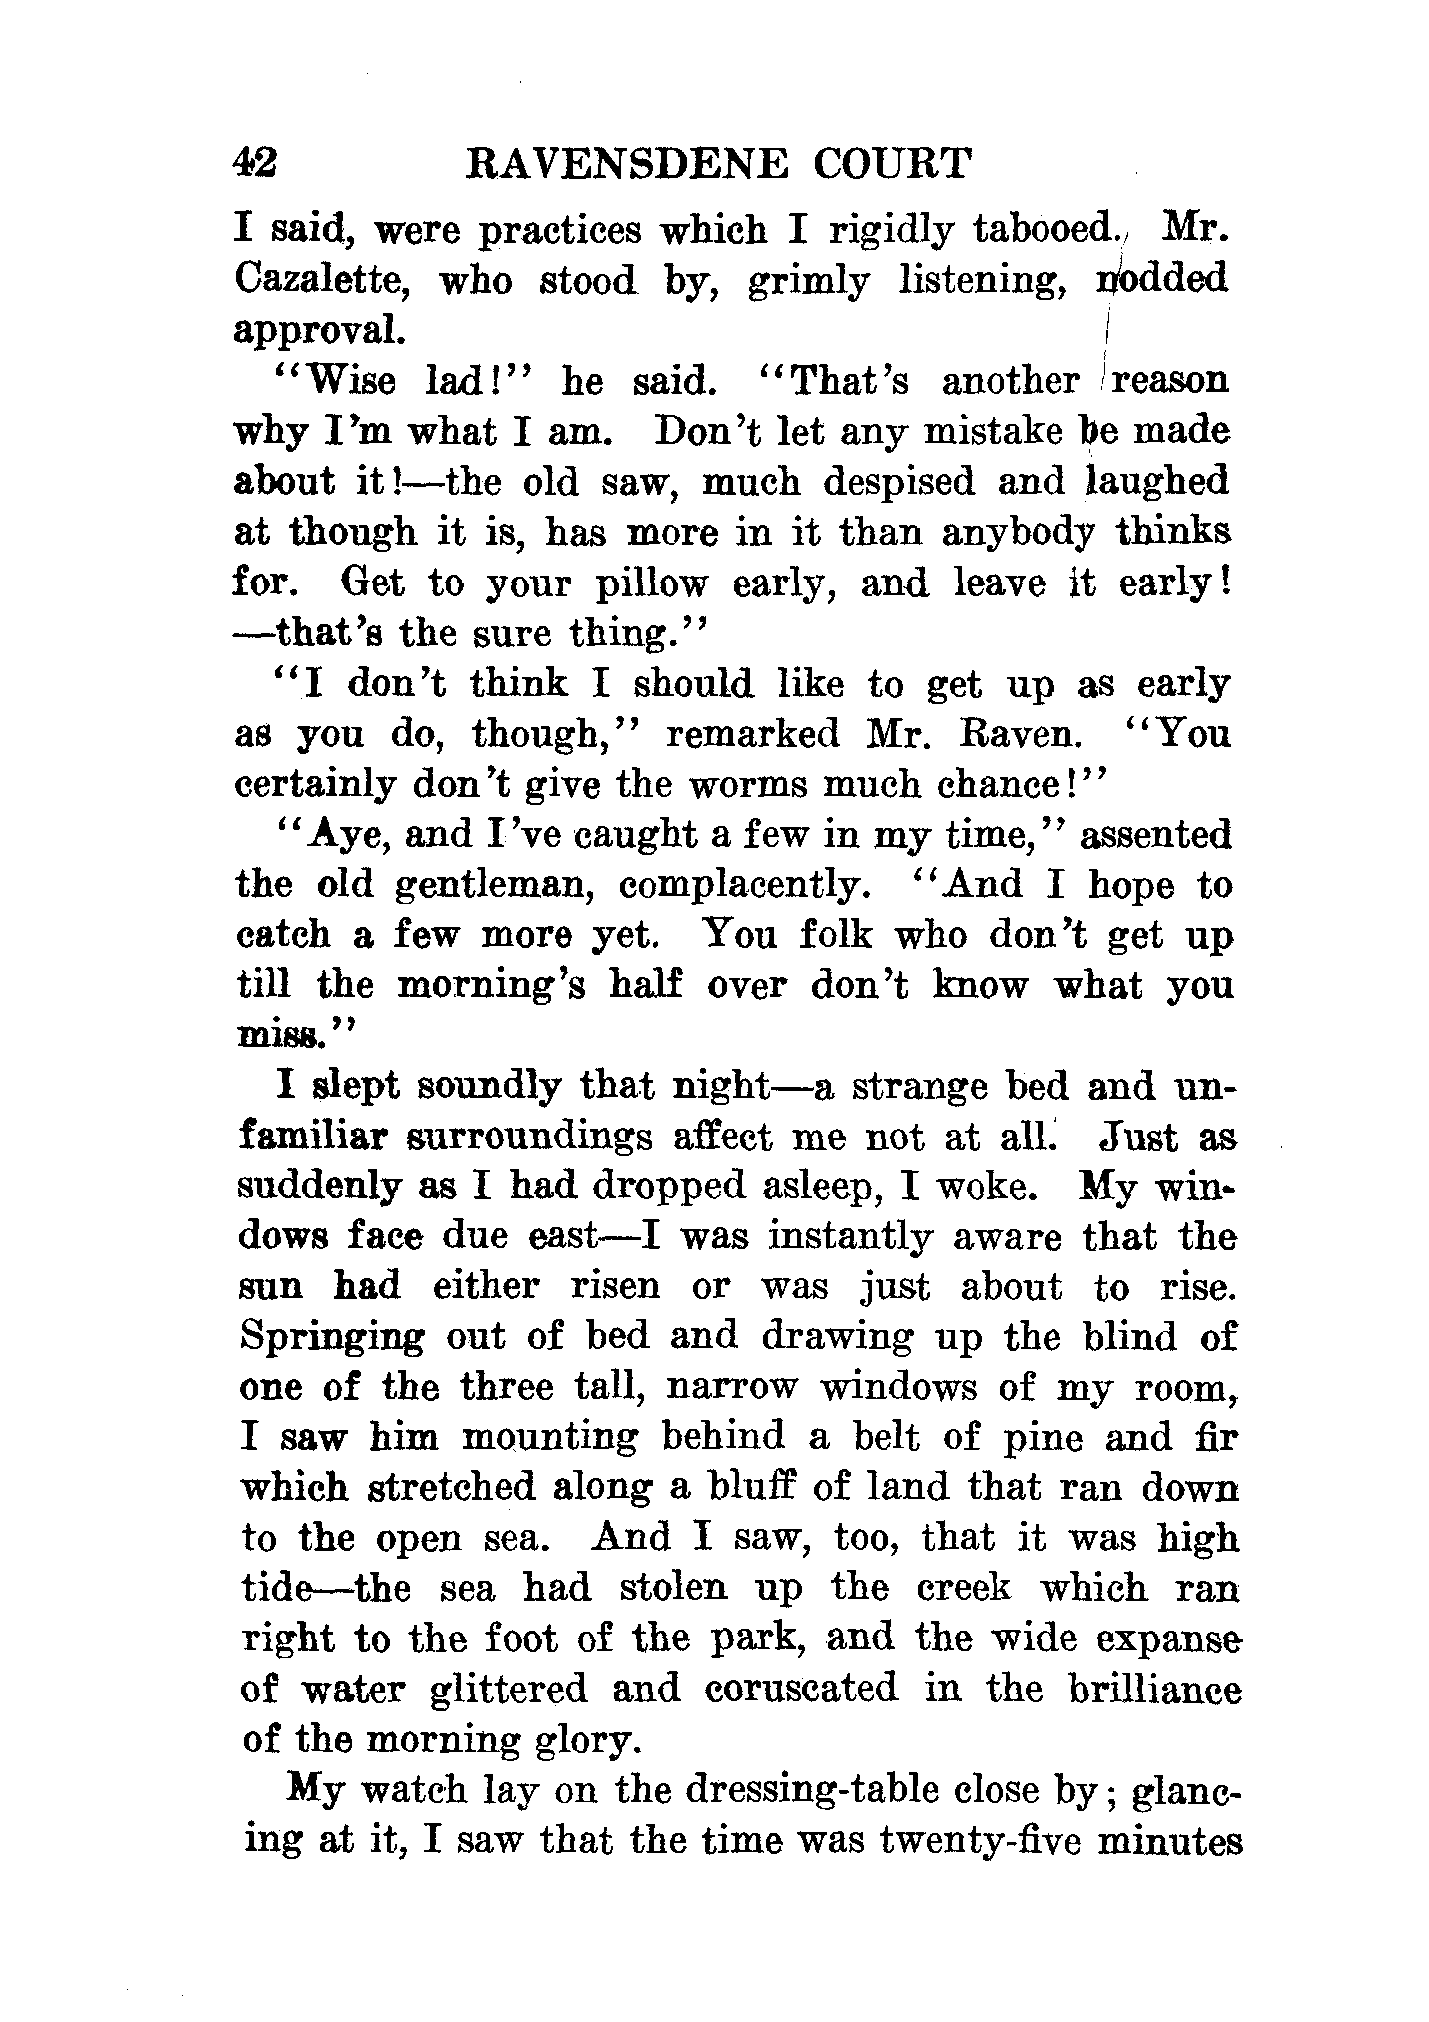 42 RAVENSDENE COURT
I said, were practices which I rigidly tabooed. Mr.
Cazalette, who stood by, grimly listening, nodded
approval.
"Wise lad!" he said. "That's another reason
why I'm what I am. Don't let any mistake be made
about it!—the old saw, much despised and laughed
at though it is, has more in it than anybody thinks
for. Get to your pillow early, and leave it early!
—that's the sure thing."
"I don't think I should like to get up as early
as you do, though," remarked Mr. Raven. "You
certainly don't give the worms much chance!"
"Aye, and I've caught a few in my time," assented
the old gentleman, complacently. "And I hope to
catch a few more yet. You folk who don't get up
till the morning's half over don't know what you
miss."
I slept soundly that night—a strange bed and un-
familiar surroundings affect me not at all. Just as
suddenly as I had dropped asleep, I woke. My win-
dows face due east—I was instantly aware that the
sun had either risen or was just about to rise.
Springing out of bed and drawing up the blind of
one of the three tall, narrow windows of my room,
I saw him mounting behind a belt of pine and fir
which stretched along a bluff of land that ran down
to the open sea. And I saw, too, that it was high
tide—the sea had stolen up the creek which ran
right to the foot of the park, and the wide expanse
of water glittered and coruscated in the brilliance
of the morning glory.
My watch lay on the dressing-table close by; glanc-
ing at it, I saw that the time was twenty-five minutes